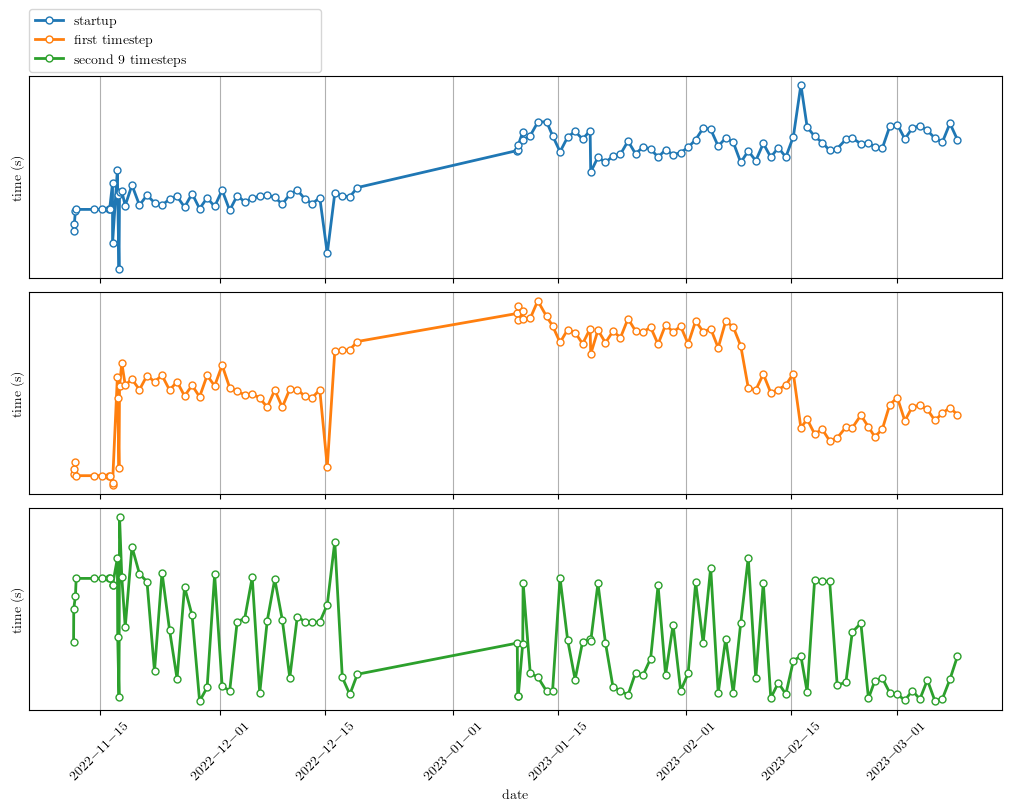 startup
first timestep
second 9 timesteps
time (s)
time (s)
time (s)
2022−11−15
2022−12−01
2022−12−15
2023−01−01
2023−01−15
2023−02−01
2023−02−15
2023−03−01
date